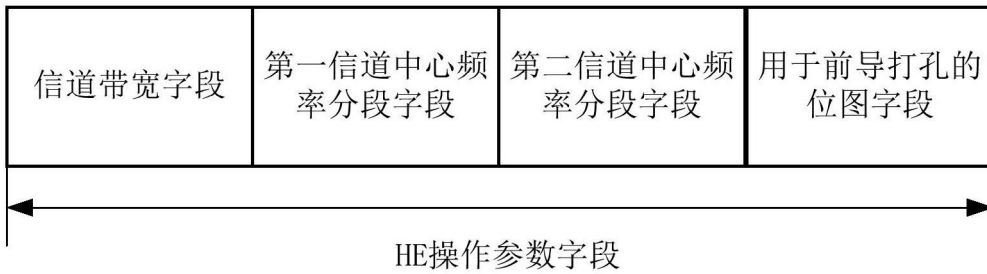 信道带宽字段
第一信道中心频
率分段字段
第二信道中心频
率分段字段
用于前导打孔的
位图字段
HE操作参数字段